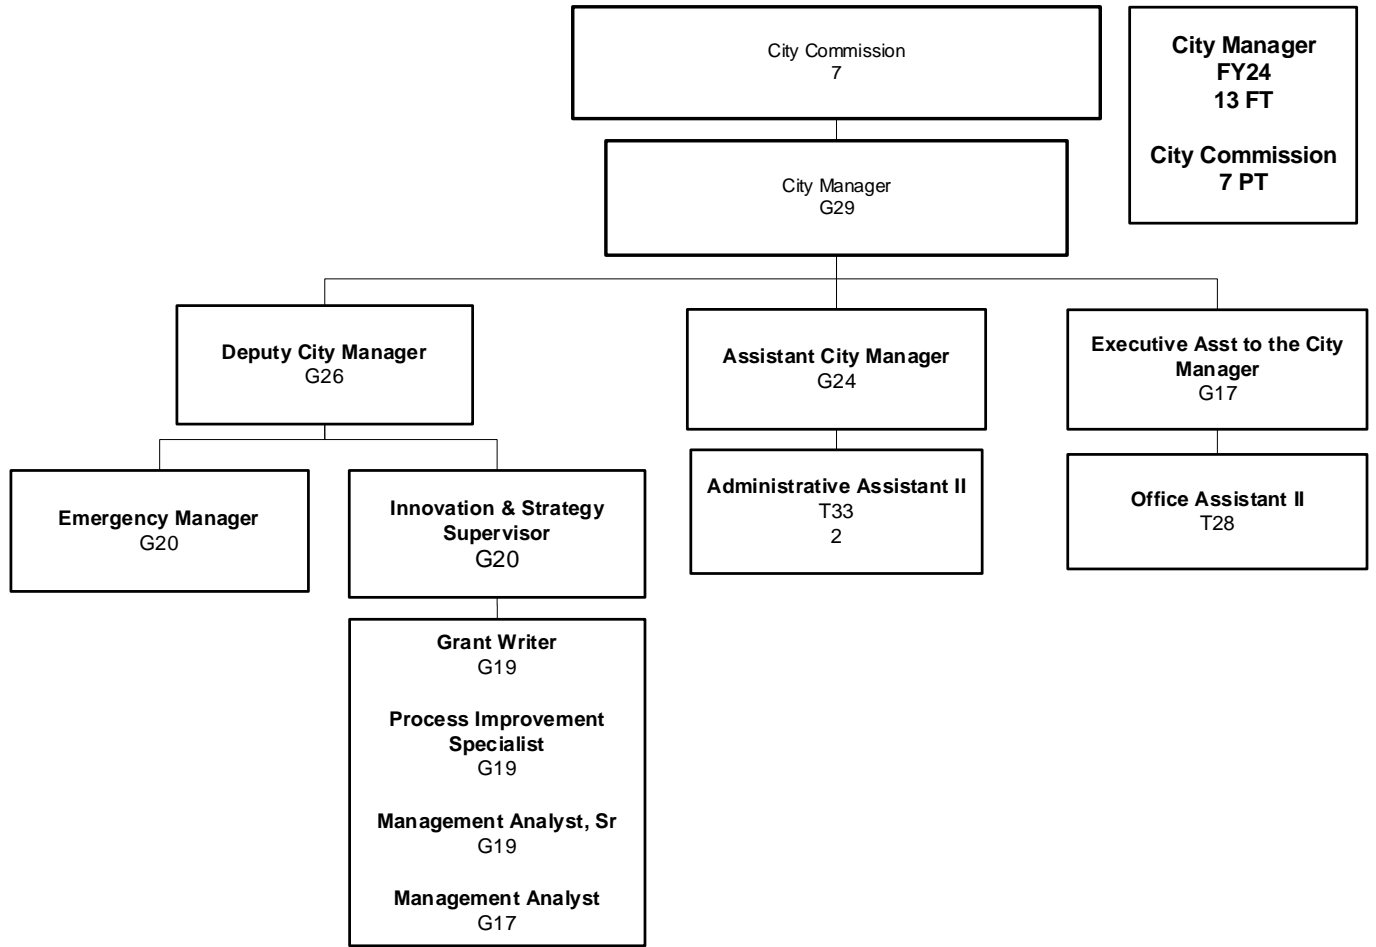 City Commission
7
City Manager
FY24
13 FT
City Commission
7 PT
City Manager
G29
Deputy City Manager
G26
Assistant City Manager
G24
Executive Asst to the City
Manager
G17
Emergency Manager
G20
Innovation & Strategy
Supervisor
G20
Administrative Assistant II
T33
2
Office Assistant II
T28
Grant Writer
G19
Process Improvement
Specialist
G19
Management Analyst, Sr
G19
Management Analyst
G17